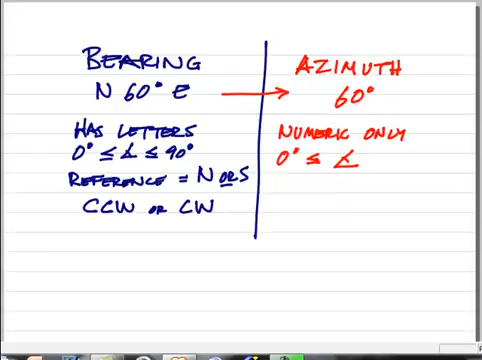 BEARING
N 60° E
HAS LETTERS
0° ≤ ∡ ≤ 90°
REFERENCE = N OR S
CCW OR CW
AZIMUTH
60°
NUMERIC ONLY
0° ≤ ∡